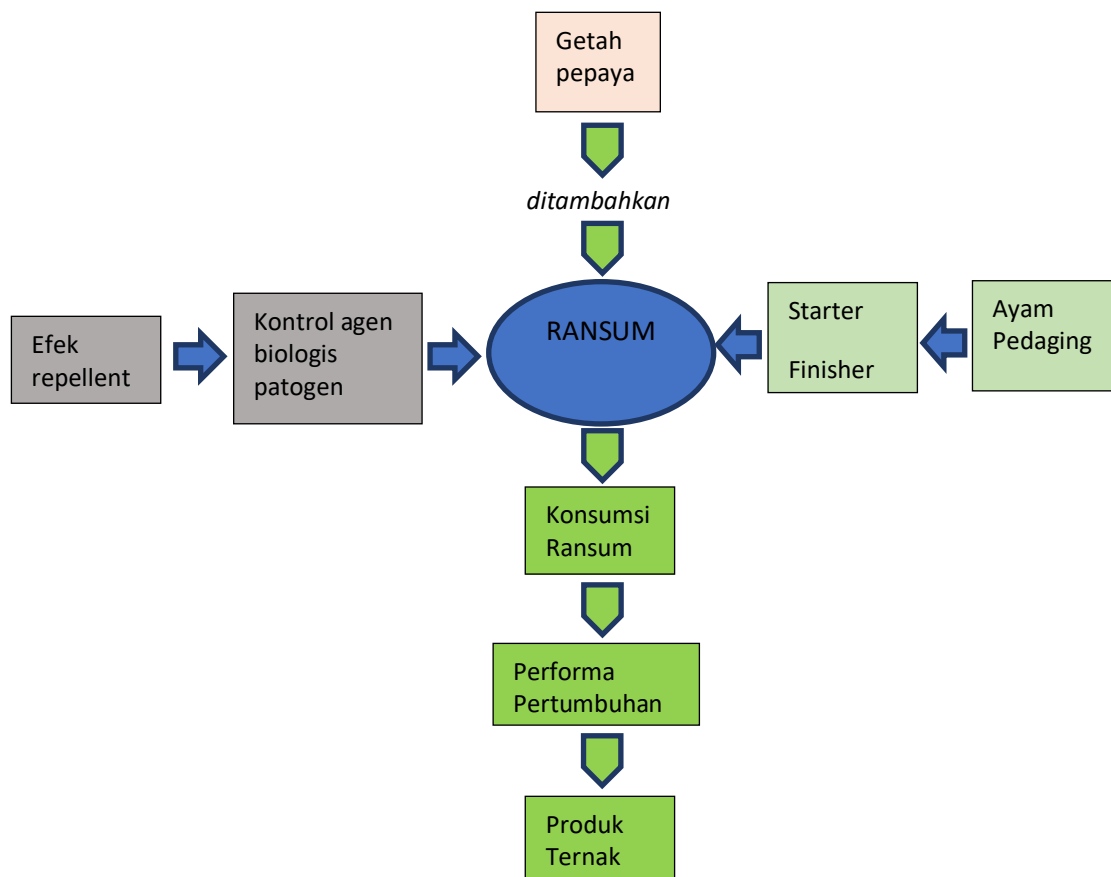 Getah
pepaya
ditambahkan
Efek
repellent
Kontrol agen
biologis
patogen
RANSUM
Starter
Finisher
Ayam
Pedaging
Konsumsi
Ransum
Performa
Pertumbuhan
Produk
Ternak